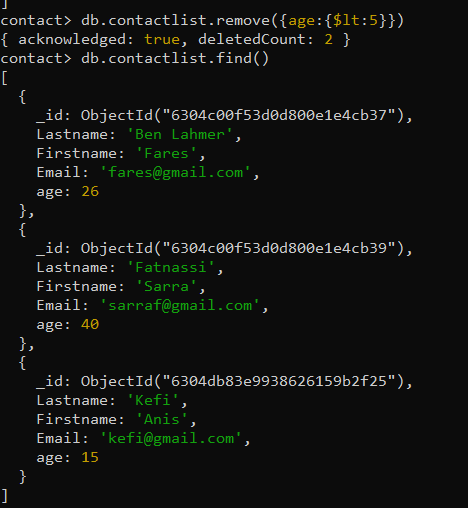 ]
contact> db.contactlist.remove({age:{$lt:5}})
{ acknowledged: true, deletedCount: 2 }
contact> db.contactlist.find()
[
  {
    _id: ObjectId("6304c00f53d0d800e1e4cb37"),
    Lastname: 'Ben Lahmer',
    Firstname: 'Fares',
    Email: 'fares@gmail.com',
    age: 26
  },
  {
    _id: ObjectId("6304c00f53d0d800e1e4cb39"),
    Lastname: 'Fatnassi',
    Firstname: 'Sarra',
    Email: 'sarraf@gmail.com',
    age: 40
  },
  {
    _id: ObjectId("6304db83e9938626159b2f25"),
    Lastname: 'Kefi',
    Firstname: 'Anis',
    Email: 'kefi@gmail.com',
    age: 15
  }
]